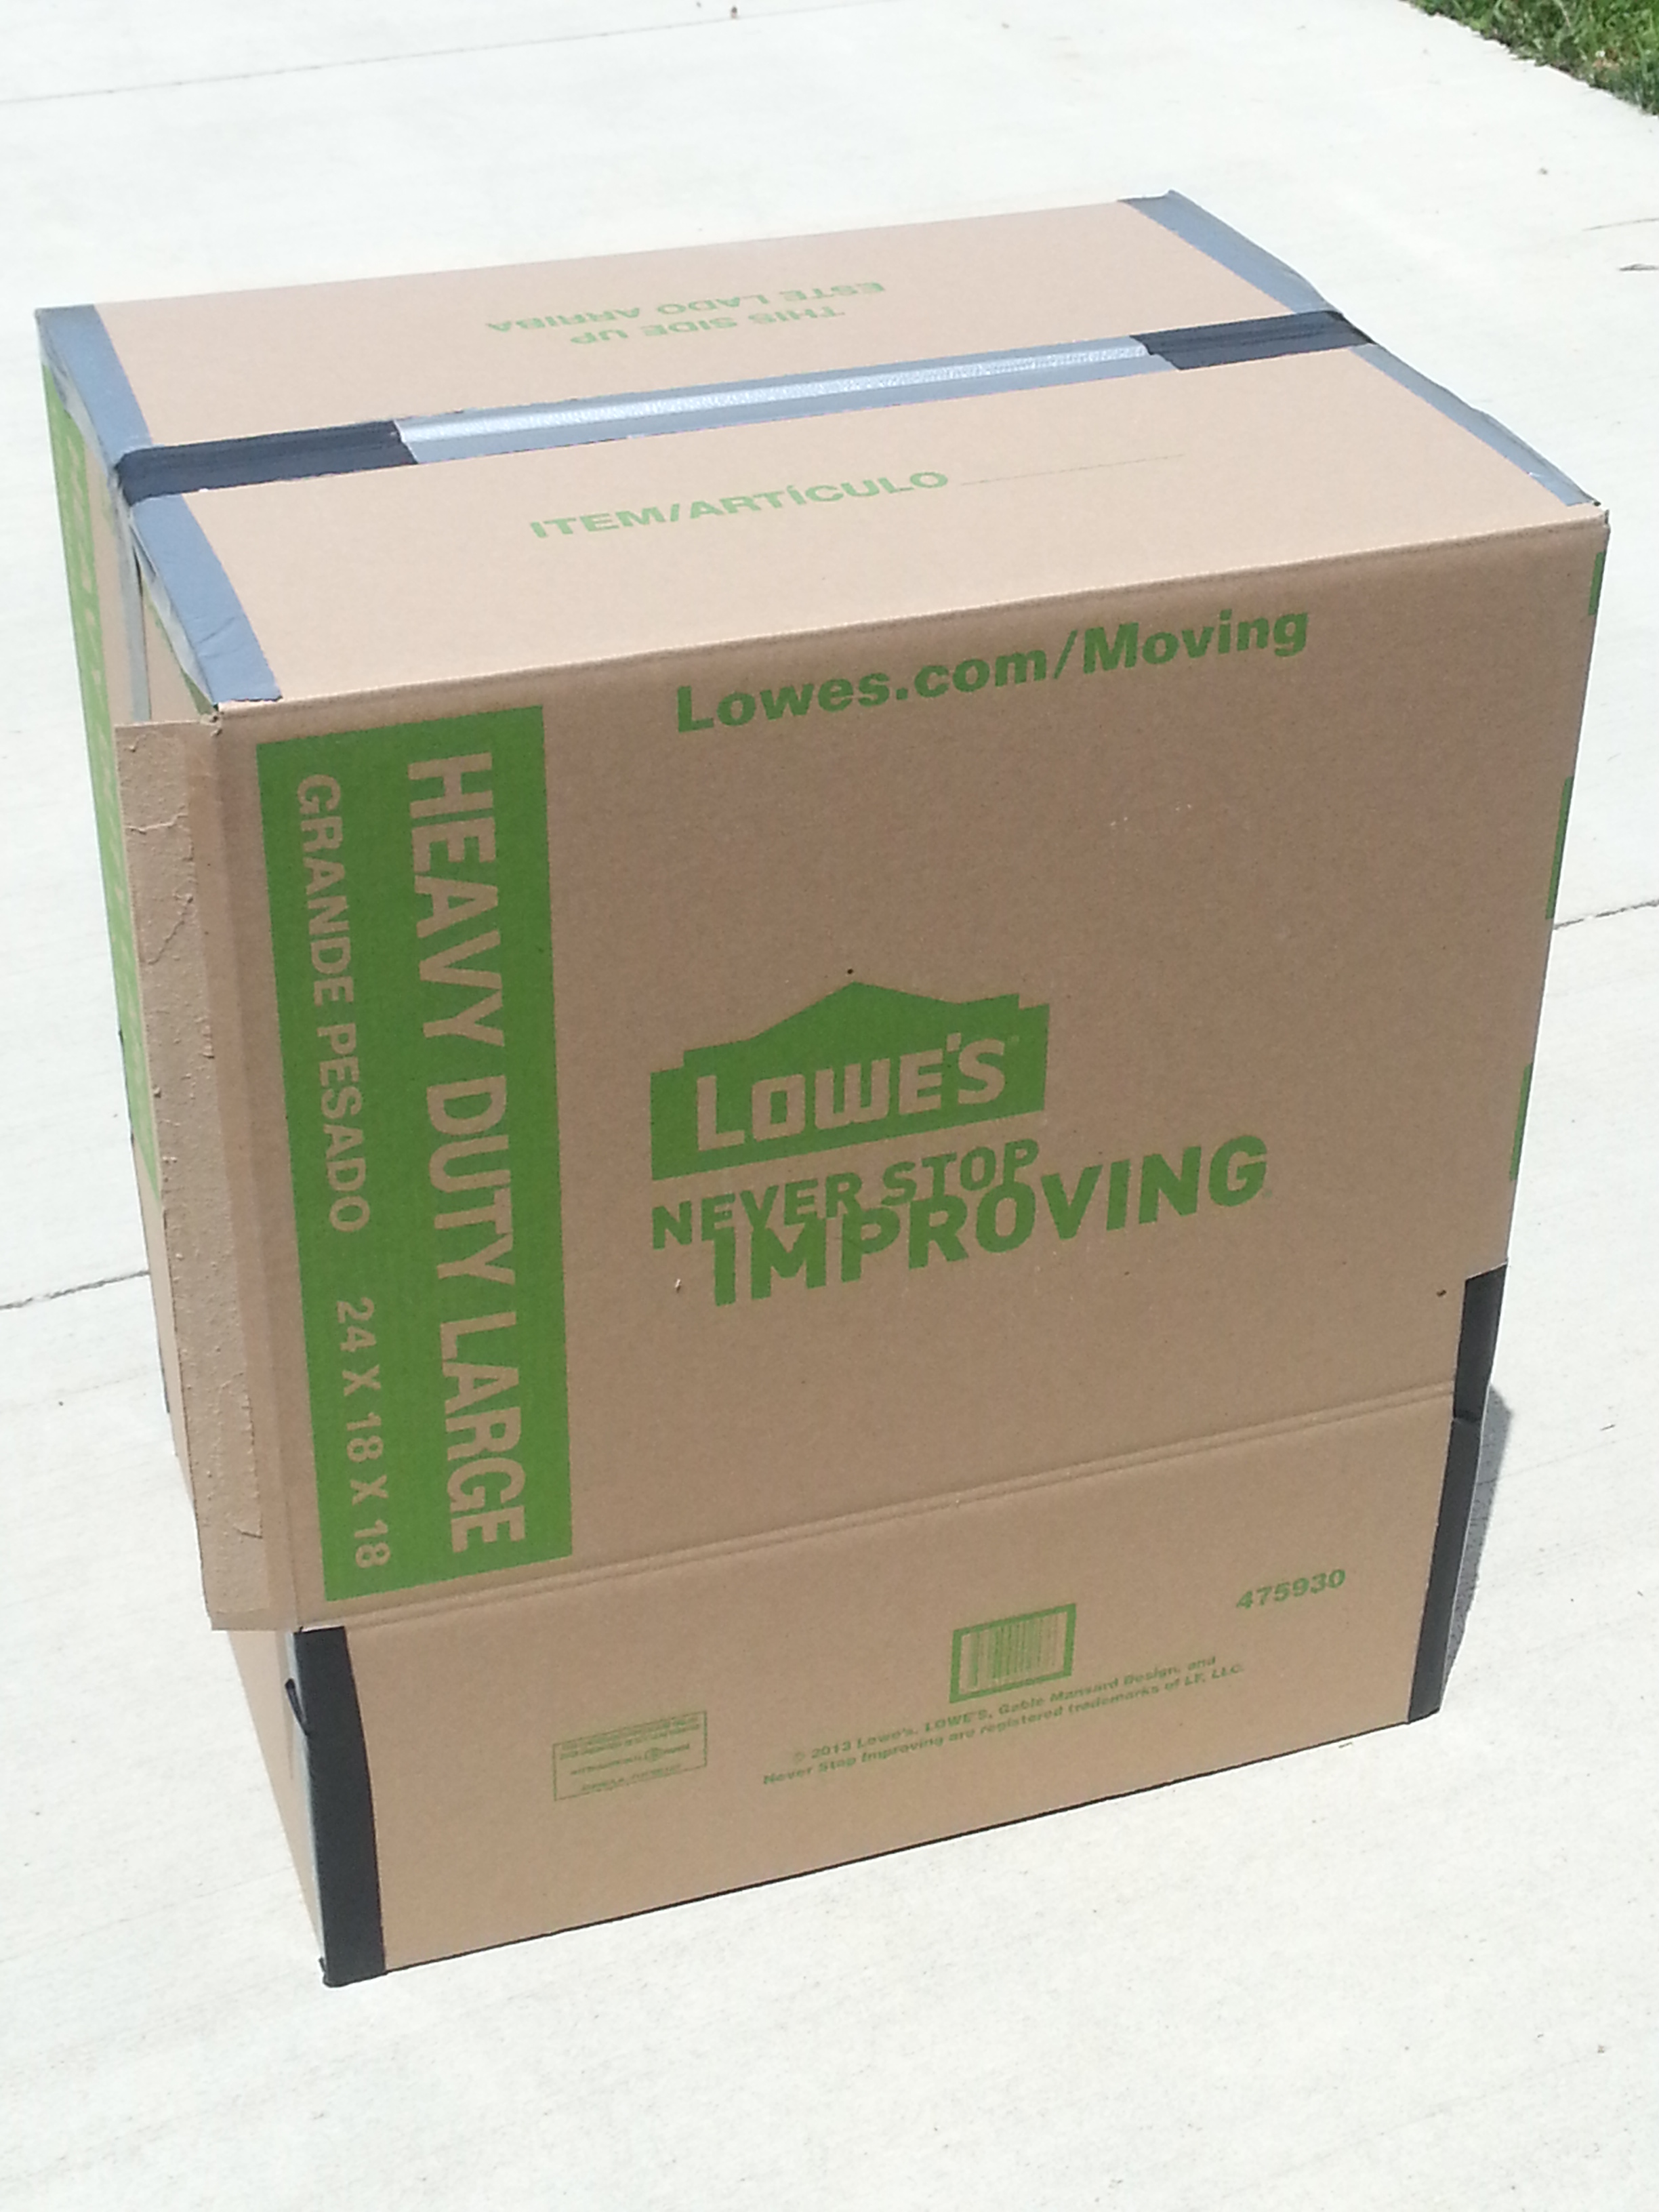 THIS SIDE UP
ESTE LADO ARRIBA
ITEM/ARTÍCULO
Lowes.com/Moving
HEAVY DUTY LARGE
GRANDE PESADO 24 X 18 X 18
LOWE'S
NEVER STOP
IMPROVING
475930
© 2013 Lowe's. LOWE'S, Gable Mansard Design, and
Never Stop Improving are registered trademarks of LF, LLC.